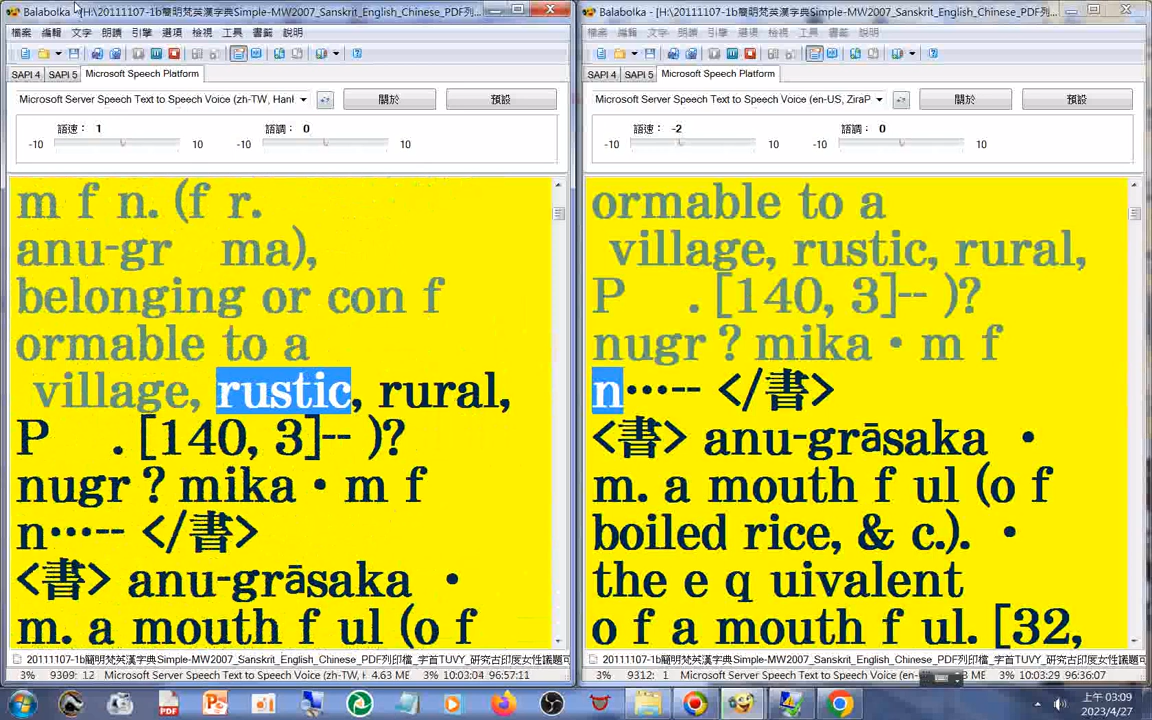 Balabolka - [H:\20111107-1b簡明梵英漢字典Simple-MW2007_Sanskrit_English_Chinese_PDF列...
檔案 編輯 文字 朗讀 引擎 選項 檢視 工具 書籤 說明
SAPI 4 SAPI 5 Microsoft Speech Platform
Microsoft Server Speech Text to Speech Voice (zh-TW, Hanl
關於 預設
語速： 1 語調： 0
-10 10 -10 10
m f n. (f r.
anu-gr ma),
belonging or con f
ormable to a
village, rustic, rural,
P . [140, 3]-- )?
nugr ? mika • m f
n…-- </書>
<書> anu-grāsaka •
m. a mouth f ul (o f
20111107-1b簡明梵英漢字典Simple-MW2007_Sanskrit_English_Chinese_PDF列印檔_字首TUVY_研究古印度女性議題可
3% 9309: 12 Microsoft Server Speech Text to Speech Voice (zh-TW, H 4.63 ME 3% 10:03:04 96:57:11
Balabolka - [H:\20111107-1b簡明梵英漢字典Simple-MW2007_Sanskrit_English_Chinese_PDF列印...
檔案 編輯 文字 朗讀 引擎 選項 檢視 工具 書籤 說明
SAPI 4 SAPI 5 Microsoft Speech Platform
Microsoft Server Speech Text to Speech Voice (en-US, ZiraP
關於 預設
語速： -2 語調： 0
-10 10 -10 10
ormable to a
village, rustic, rural,
P . [140, 3]-- )?
nugr ? mika • m f
n…-- </書>
<書> anu-grāsaka •
m. a mouth f ul (o f
boiled rice, & c.). •
the e q uivalent
o f a mouth f ul. [32,
20111107-1b簡明梵英漢字典Simple-MW2007_Sanskrit_English_Chinese_PDF列印檔_字首TUVY_研究古印度女性議題可
3% 9312: 1 Microsoft Server Speech Text to Speech Voice (en-US, 3 ME 3% 10:03:29 96:36:07
PDF
上午 03:09
2023/4/27